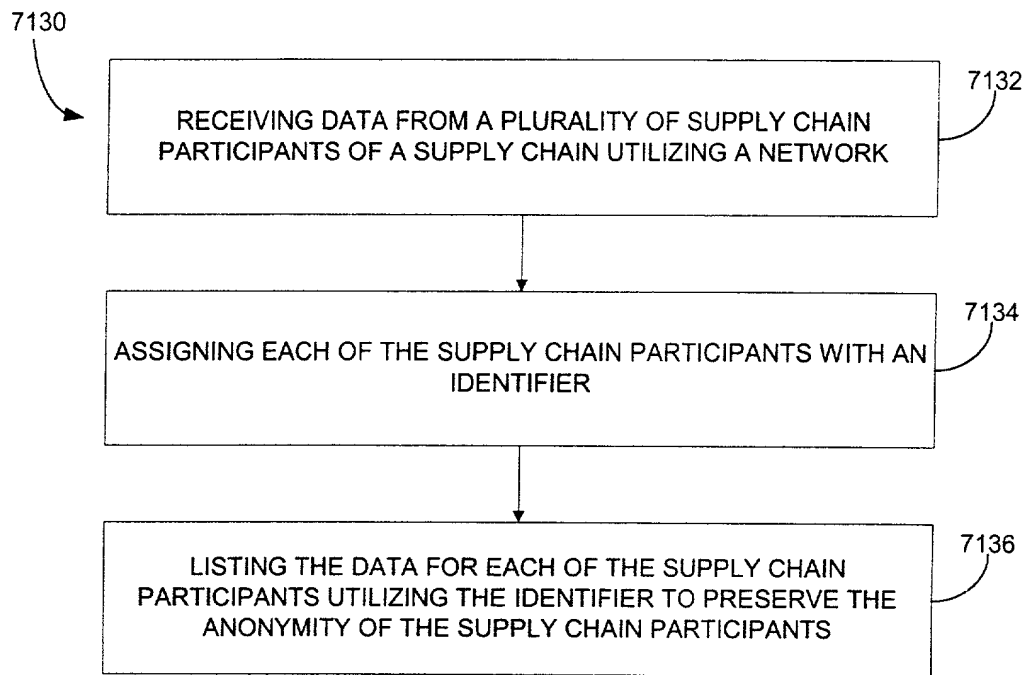 7130
7132
RECEIVING DATA FROM A PLURALITY OF SUPPLY CHAIN
PARTICIPANTS OF A SUPPLY CHAIN UTILIZING A NETWORK
7134
ASSIGNING EACH OF THE SUPPLY CHAIN PARTICIPANTS WITH AN
IDENTIFIER
7136
LISTING THE DATA FOR EACH OF THE SUPPLY CHAIN
PARTICIPANTS UTILIZING THE IDENTIFIER TO PRESERVE THE
ANONYMITY OF THE SUPPLY CHAIN PARTICIPANTS